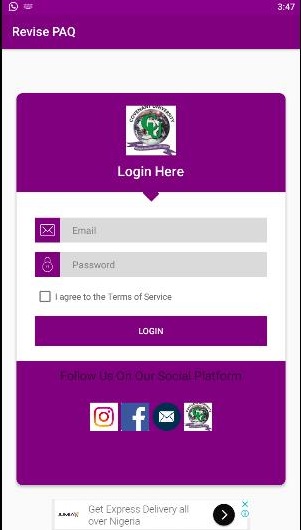 3:47
Revise PAQ
COVENANT UNIVERSITY
Login Here
Email
Password
I agree to the Terms of Service
LOGIN
Follow Us On Our Social Platform
JUMIA
Get Express Delivery all
over Nigeria